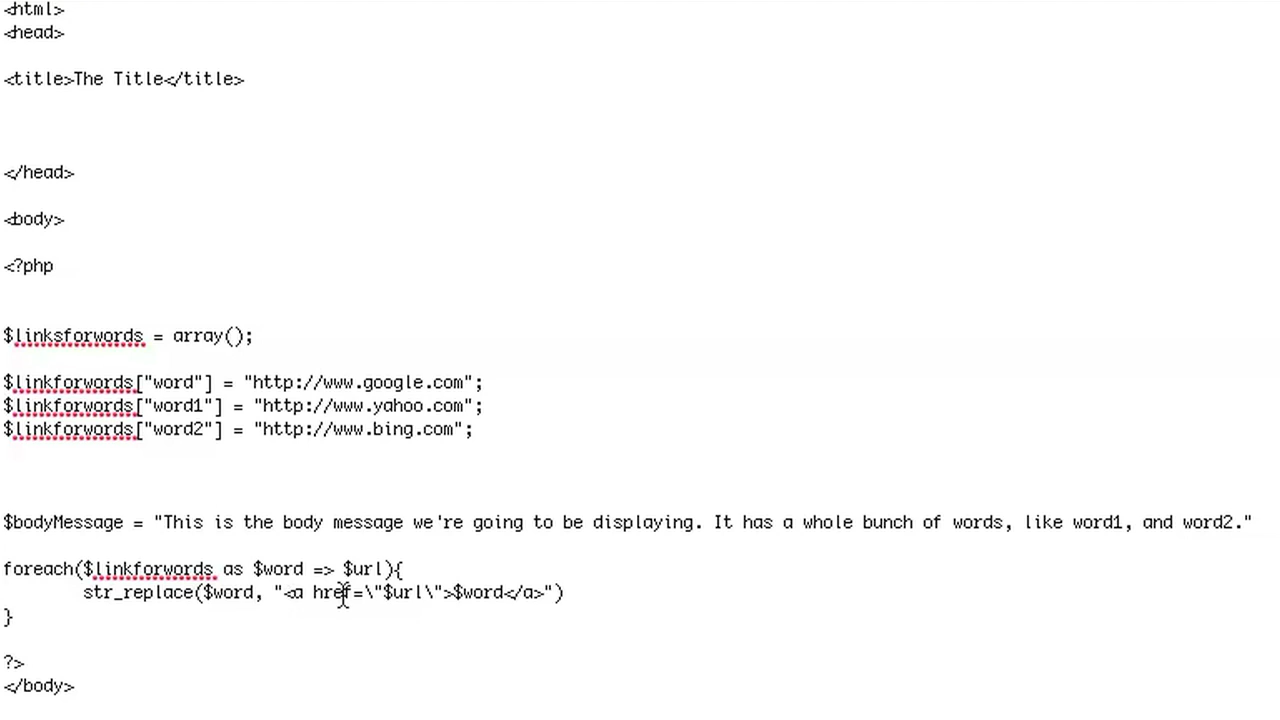 <html>
<head>
<title>The Title</title>
</head>
<body>
<?php
$linksforwords = array();
$linkforwords["word"] = "http://www.google.com";
$linkforwords["word1"] = "http://www.yahoo.com";
$linkforwords["word2"] = "http://www.bing.com";
$bodyMessage = "This is the body message we're going to be displaying. It has a whole bunch of words, like word1, and word2."
foreach($linkforwords as $word => $url){
str_replace($word, "<a href=\"$url\">$word</a>")
}
?>
</body>